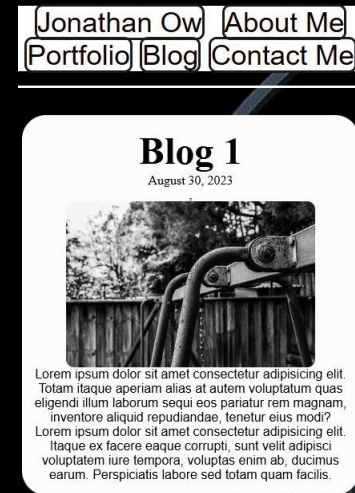 Jonathan Ow About Me
Portfolio Blog Contact Me
Blog 1
August 30, 2023
Lorem ipsum dolor sit amet consectetur adipisicing elit.
Totam itaque aperiam alias at autem voluptatum quas
eligendi illum laborum sequi eos pariatur rem magnam,
inventore aliquid repudiandae, tenetur eius modi?
Lorem ipsum dolor sit amet consectetur adipisicing elit.
Itaque ex facere eaque corrupti, sunt velit adipisci
voluptatem iure tempora, voluptas enim ab, ducimus
earum. Perspiciatis labore sed totam quam facilis.